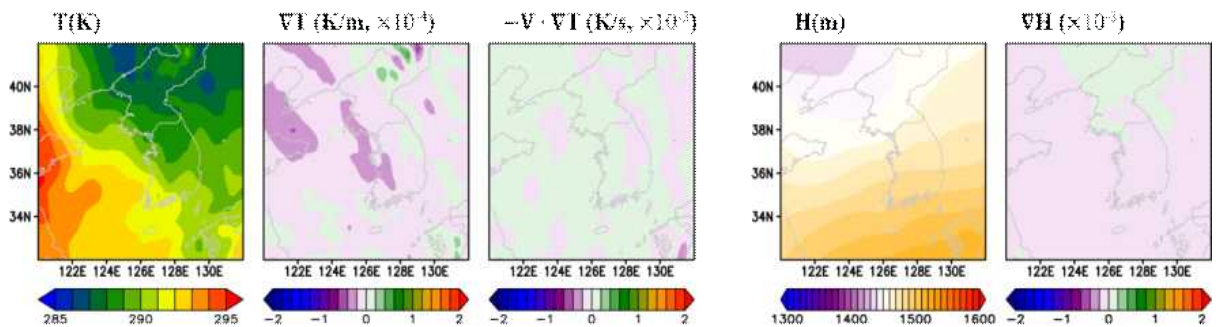 T(K) ∇T (K/m, ×10⁻⁴) −V · ∇T (K/s, ×10⁻³) H(m) ∇H (×10⁻³)
40N 40N
38N 38N
36N 36N
34N 34N
122E 124E 126E 128E 130E 122E 124E 126E 128E 130E 122E 124E 126E 128E 130E 122E 124E 126E 128E 130E 122E 124E 126E 128E 130E
285 290 295 −2 −1 0 1 2 −2 −1 0 1 2 1300 1400 1500 1600 −2 −1 0 1 2